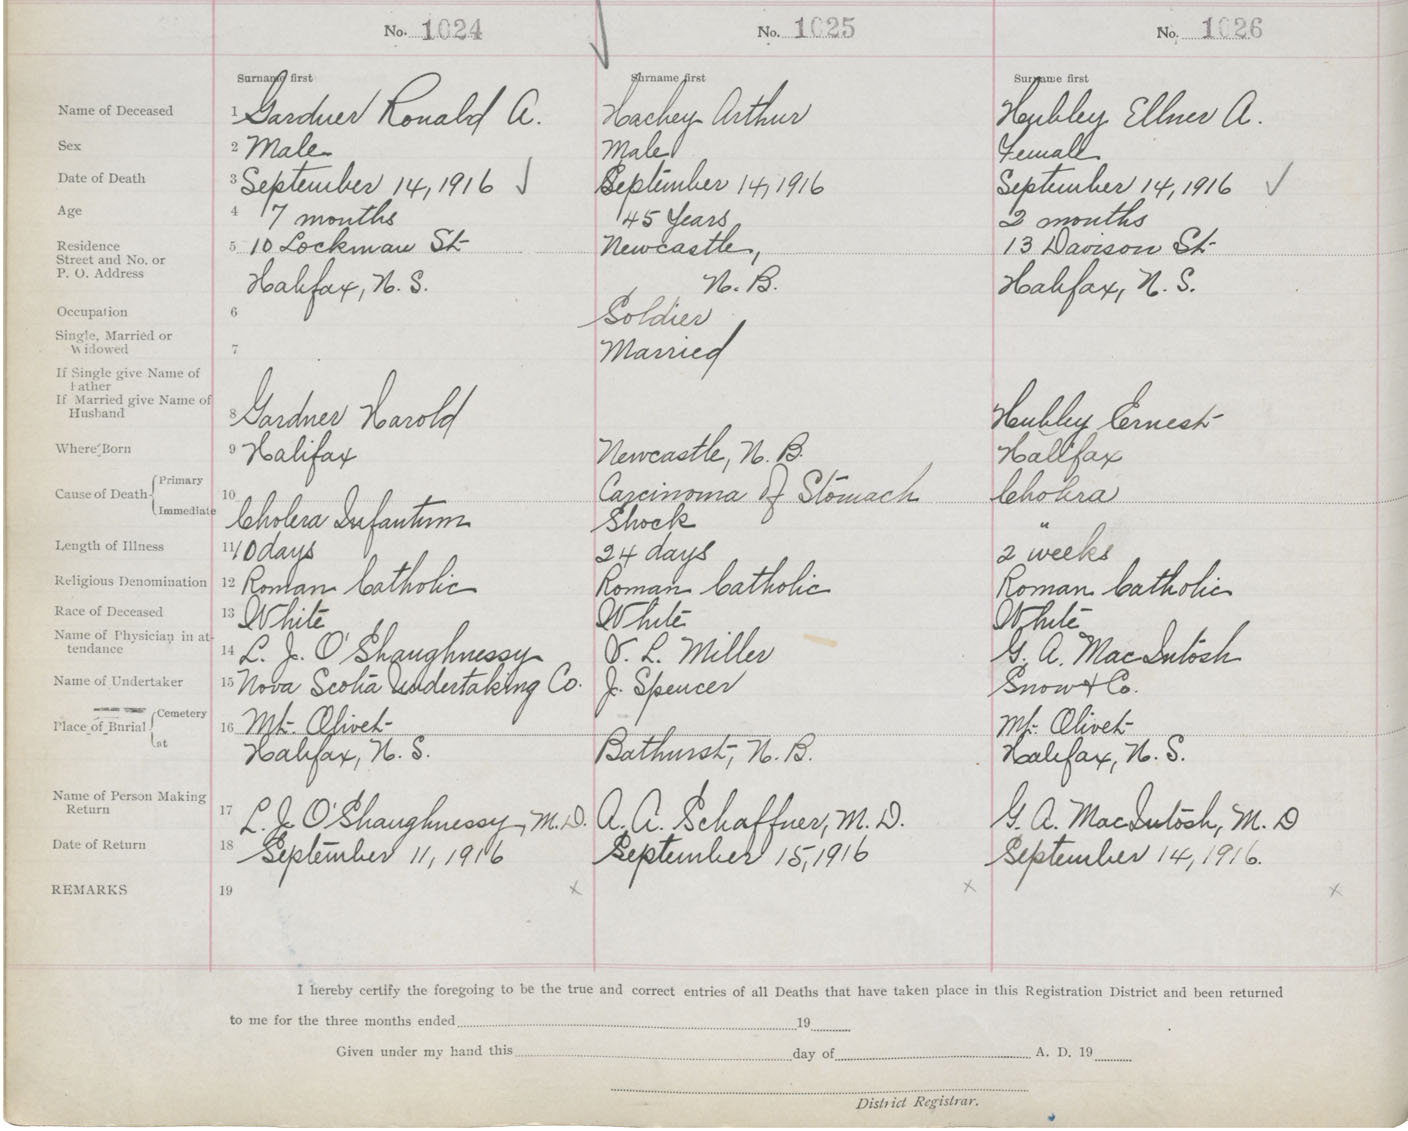 No. 1024 No. 1025 No. 1026
Surname first Surname first Surname first
Name of Deceased 1 Gardner Ronald A. Hachey Arthur Hubley Ellner A.
Sex 2 Male Male Female
Date of Death 3 September 14, 1916 September 14, 1916 September 14, 1916
Age 4 7 months 45 Years 2 months
Residence 5 10 Lockman St Newcastle, 13 Davison St
Street and No. or
P. O. Address Halifax, N. S. N. B. Halifax, N. S.
Occupation 6 Soldier
Single, Married or
Widowed 7 Married
If Single give Name of
Father
If Married give Name of
Husband 8 Gardner Harold Hubley Ernest
Where Born 9 Halifax Newcastle, N. B. Halifax
Primary
Cause of Death 10 Carcinoma of Stomach Cholera
Immediate Cholera Infantum Shock "
Length of Illness 11 10 days 24 days 2 weeks
Religious Denomination 12 Roman Catholic Roman Catholic Roman Catholic
Race of Deceased 13 White White White
Name of Physician in at-
tendance 14 L. J. O'Shaughnessy V. L. Miller G. A. MacIntosh
Name of Undertaker 15 Nova Scotia Undertaking Co. J. Spencer Snow & Co.
Cemetery
Place of Burial 16 Mt. Olivet Mt. Olivet
at Halifax, N. S. Bathurst, N. B. Halifax, N. S.
Name of Person Making
Return 17 L. J. O'Shaughnessy, M.D. A. A. Schaffner, M. D. G. A. MacIntosh, M. D
Date of Return 18 September 11, 1916 September 15, 1916 September 14, 1916.
REMARKS 19 x x x
I hereby certify the foregoing to be the true and correct entries of all Deaths that have taken place in this Registration District and been returned
to me for the three months ended 19
Given under my hand this day of A. D. 19
District Registrar.